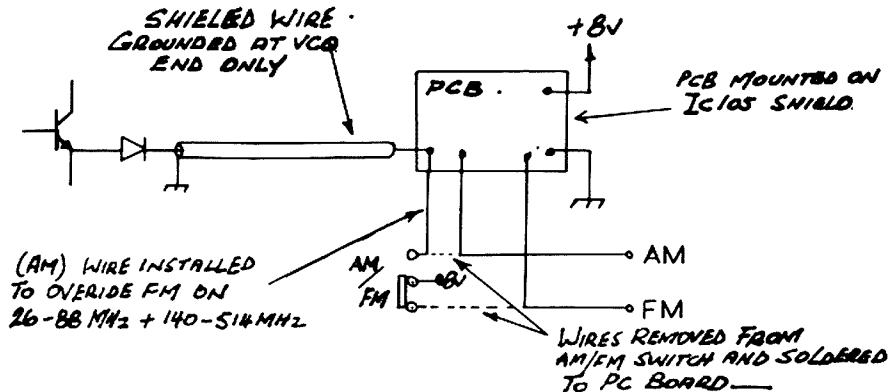 SHIELED WIRE.
GROUNDED AT VCO
END ONLY
+8V
PCB.
PCB MOUNTED ON
IC105 SHIELD.
(AM) WIRE INSTALLED
TO OVERIDE FM ON
26-88 MHz + 140-514MHz
AM/
FM
8V
AM
FM
WIRES REMOVED FROM
AM/FM SWITCH AND SOLDERED
TO PC BOARD